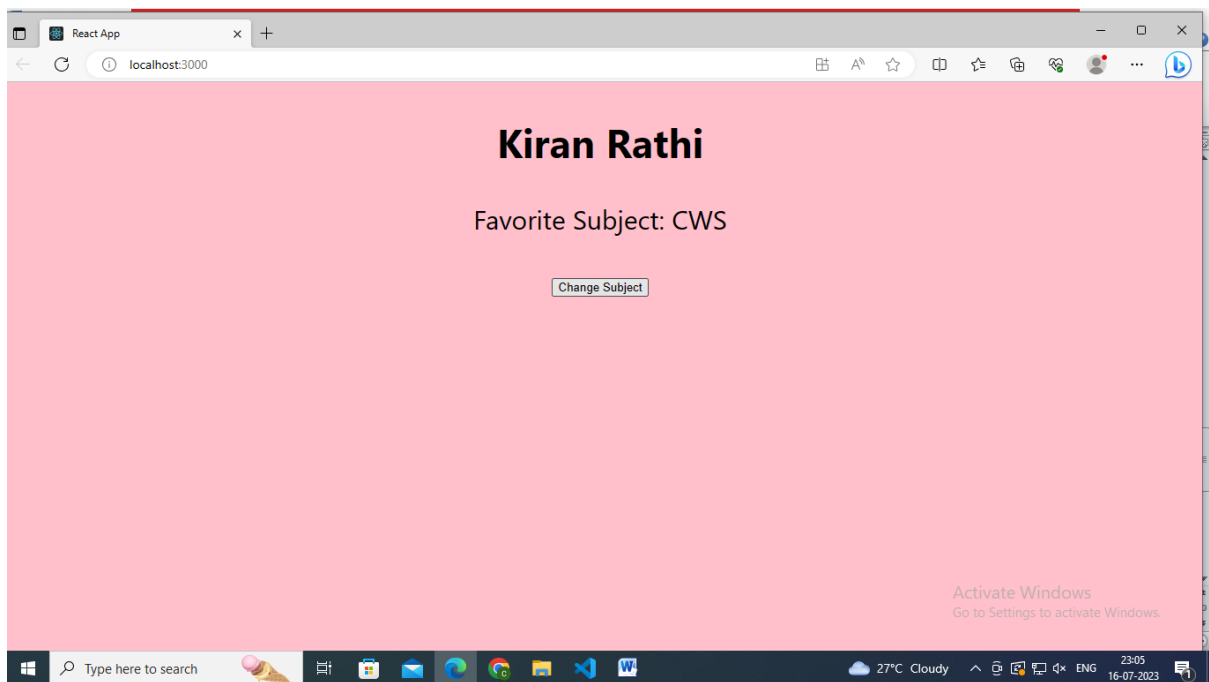 React App
localhost:3000
Kiran Rathi
Favorite Subject: CWS
Change Subject
Activate Windows
Go to Settings to activate Windows.
Type here to search
27°C Cloudy
ENG
23:05
16-07-2023
1